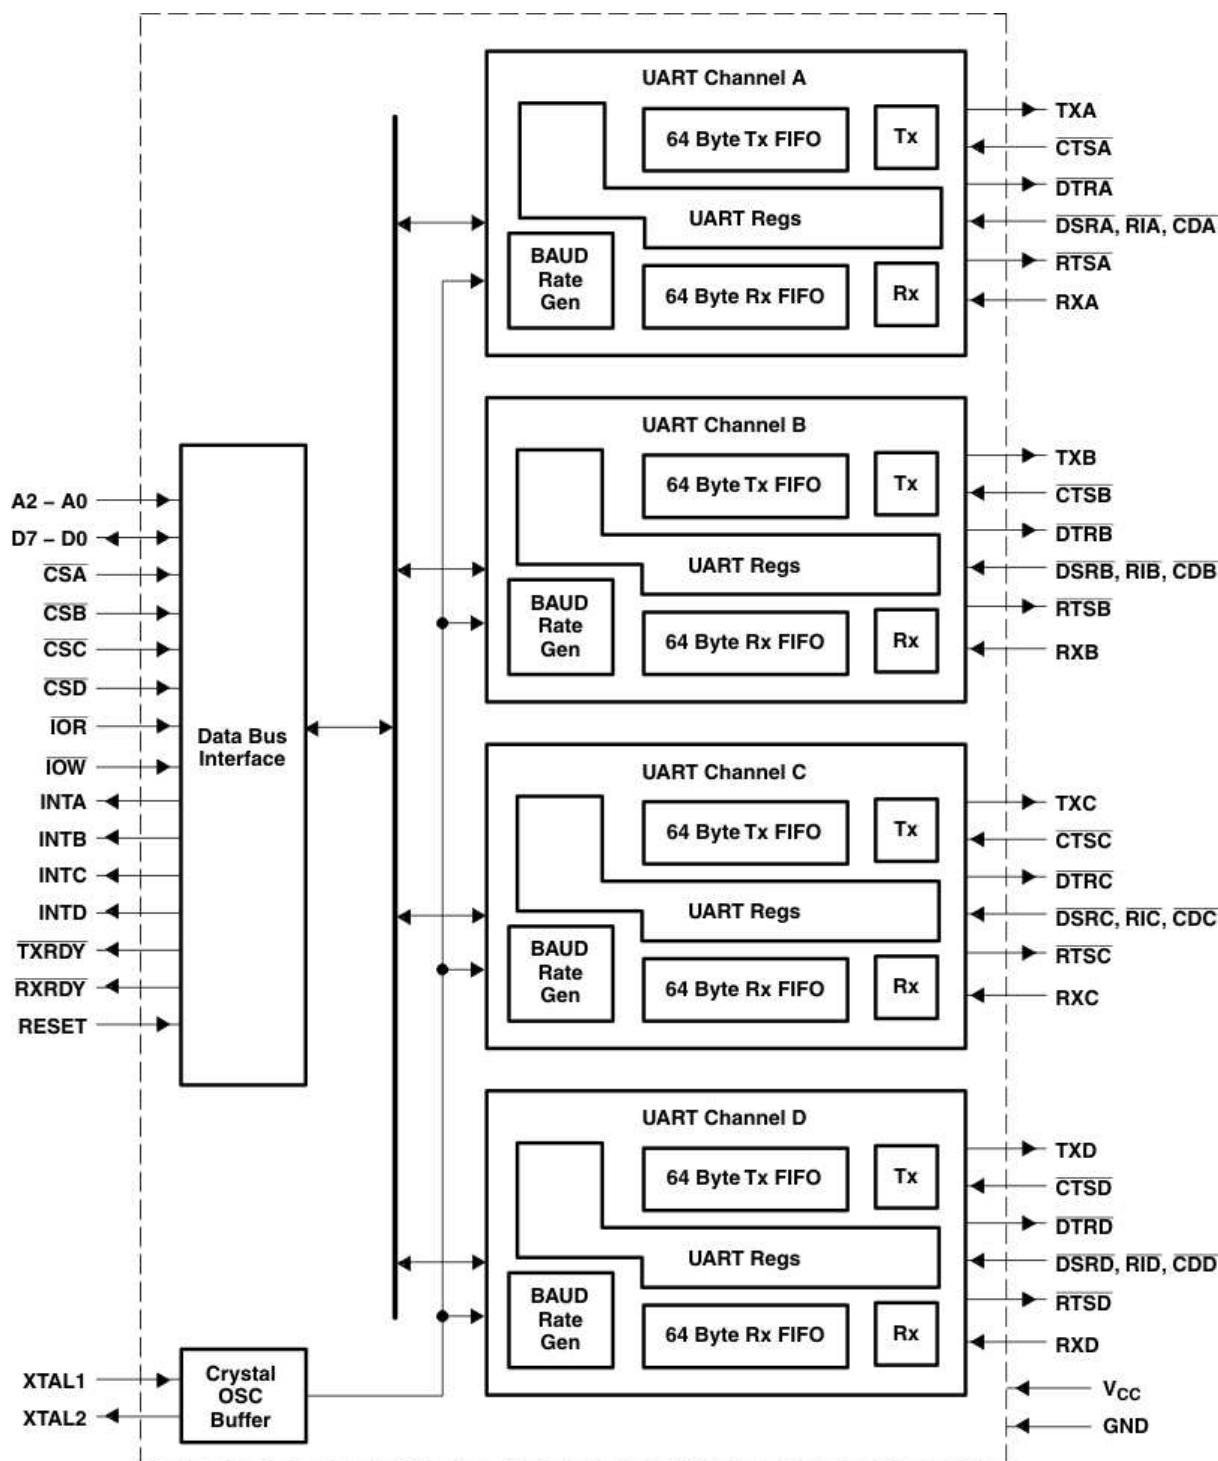 UART Channel A
64 Byte Tx FIFO
Tx
UART Regs
BAUD
Rate
Gen
64 Byte Rx FIFO
Rx
TXA
CTSA
DTRA
DSRA, RIA, CDA
RTSA
RXA
UART Channel B
64 Byte Tx FIFO
Tx
UART Regs
BAUD
Rate
Gen
64 Byte Rx FIFO
Rx
TXB
CTSB
DTRB
DSRB, RIB, CDB
RTSB
RXB
A2 – A0
D7 – D0
CSA
CSB
CSC
CSD
IOR
IOW
INTA
INTB
INTC
INTD
TXRDY
RXRDY
RESET
Data Bus
Interface
UART Channel C
64 Byte Tx FIFO
Tx
UART Regs
BAUD
Rate
Gen
64 Byte Rx FIFO
Rx
TXC
CTSC
DTRC
DSRC, RIC, CDC
RTSC
RXC
UART Channel D
64 Byte Tx FIFO
Tx
UART Regs
BAUD
Rate
Gen
64 Byte Rx FIFO
Rx
TXD
CTSD
DTRD
DSRD, RID, CDD
RTSD
RXD
XTAL1
XTAL2
Crystal
OSC
Buffer
VCC
GND